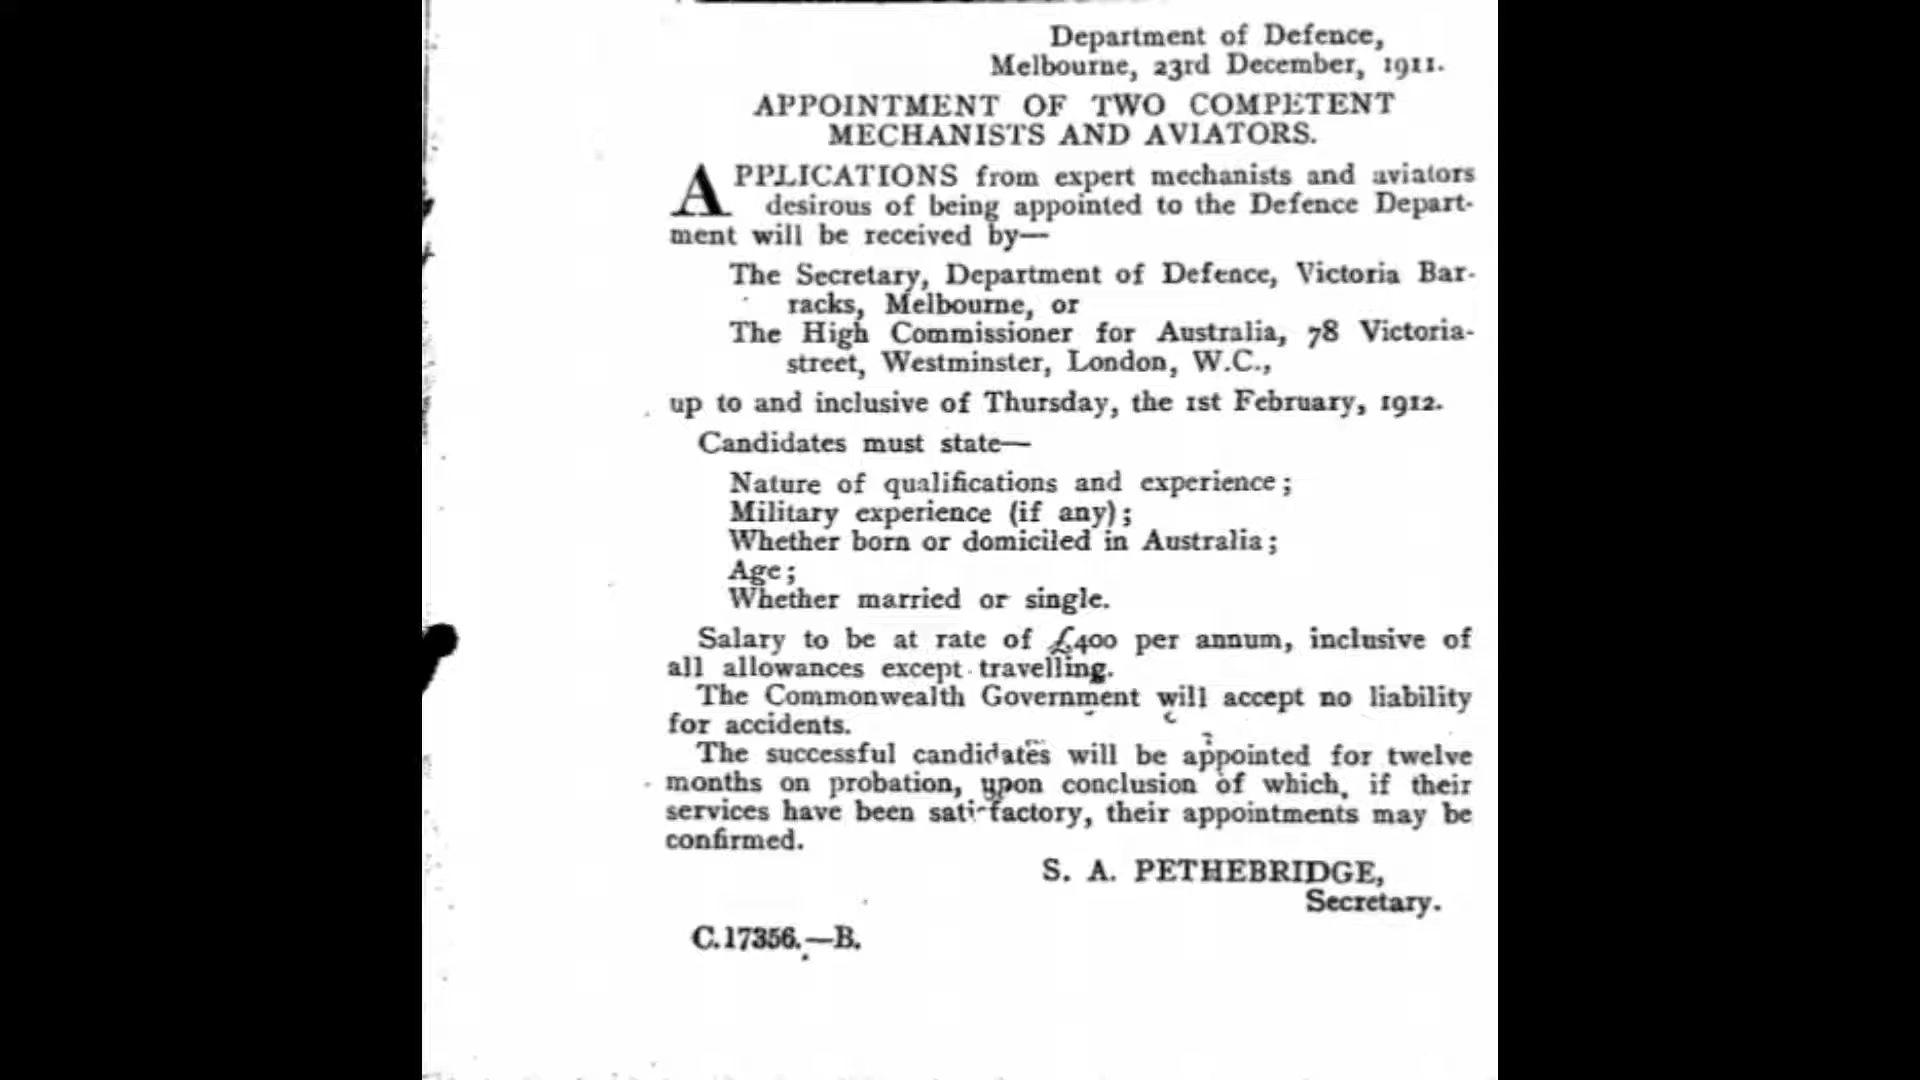 Department of Defence,
Melbourne, 23rd December, 1911.
APPOINTMENT OF TWO COMPETENT
MECHANISTS AND AVIATORS.
APPLICATIONS from expert mechanists and aviators
desirous of being appointed to the Defence Depart-
ment will be received by—
The Secretary, Department of Defence, Victoria Bar-
racks, Melbourne, or
The High Commissioner for Australia, 78 Victoria-
street, Westminster, London, W.C.,
up to and inclusive of Thursday, the 1st February, 1912.
Candidates must state—
Nature of qualifications and experience;
Military experience (if any);
Whether born or domiciled in Australia;
Age;
Whether married or single.
Salary to be at rate of £400 per annum, inclusive of
all allowances except travelling.
The Commonwealth Government will accept no liability
for accidents.
The successful candidates will be appointed for twelve
months on probation, upon conclusion of which, if their
services have been satisfactory, their appointments may be
confirmed.
S. A. PETHEBRIDGE,
Secretary.
C.17356.—B.